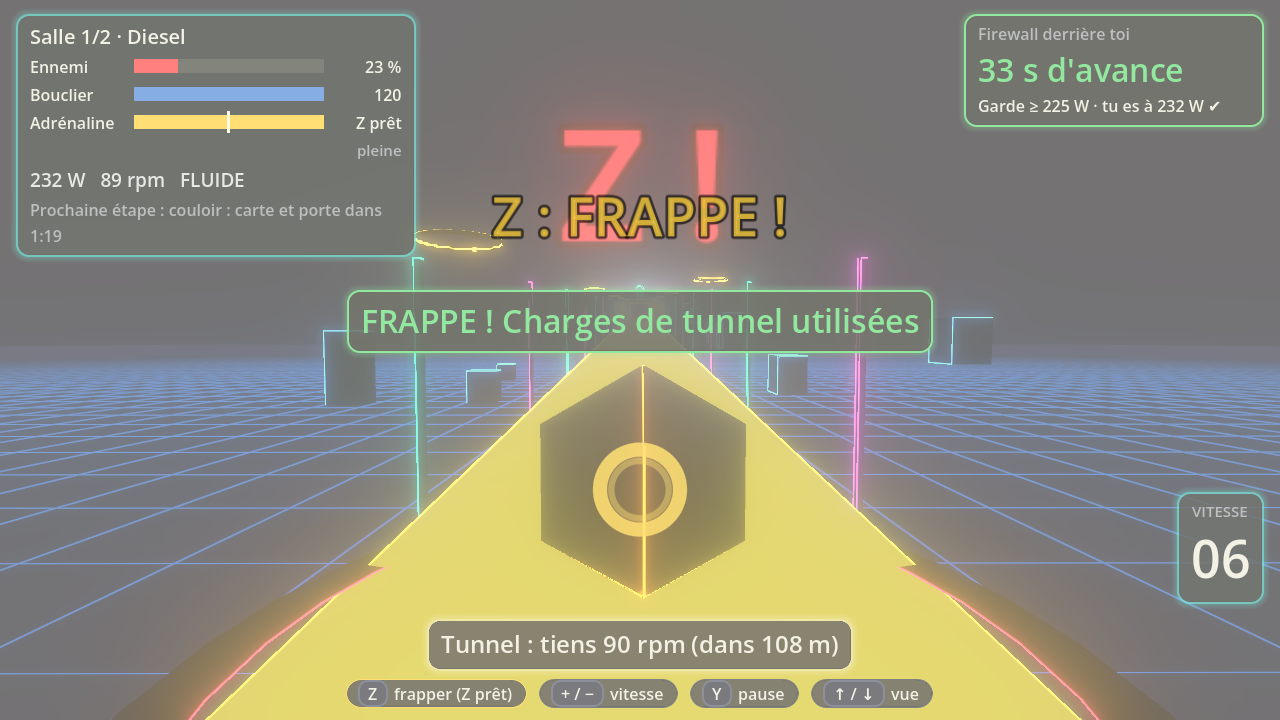 Salle 1/2 · Diesel
Ennemi 23 %
Bouclier 120
Adrénaline Z prêt
pleine
232 W 89 rpm FLUIDE
Prochaine étape : couloir : carte et porte dans
1:19
Firewall derrière toi
33 s d'avance
Garde ≥ 225 W · tu es à 232 W ✔
Z !
Z : FRAPPE !
FRAPPE ! Charges de tunnel utilisées
VITESSE
06
Tunnel : tiens 90 rpm (dans 108 m)
Z frapper (Z prêt) + / − vitesse Y pause ↑ / ↓ vue